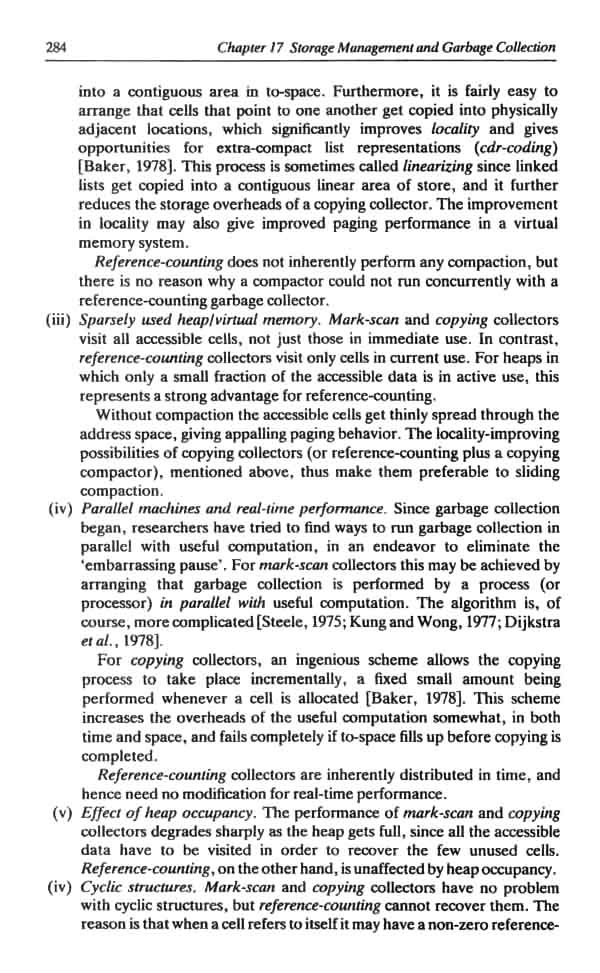 284
Chapter 17 Storage Management and Garbage Collection
into a contiguous area in to-space. Furthermore, it is fairly easy to
arrange that cells that point to one another get copied into physically
adjacent locations, which significantly improves locality and gives
opportunities for extra-compact list representations (cdr-coding)
[Baker, 1978]. This process is sometimes called linearizing since linked
lists get copied into a contiguous linear area of store, and it further
reduces the storage overheads of a copying collector. The improvement
in locality may also give improved paging performance in a virtual
memory system.
Reference-counting does not inherently perform any compaction, but
there is no reason why a compactor could not run concurrently with a
reference-counting garbage collector.
(iii) Sparsely used heap/virtual memory. Mark-scan and copying collectors
visit all accessible cells, not just those in immediate use. In contrast,
reference-counting collectors visit only cells in current use. For heaps in
which only a small fraction of the accessible data is in active use, this
represents a strong advantage for reference-counting.
Without compaction the accessible cells get thinly spread through the
address space, giving appalling paging behavior. The locality-improving
possibilities of copying collectors (or reference-counting plus a copying
compactor), mentioned above, thus make them preferable to sliding
compaction.
(iv) Parallel machines and real-time performance. Since garbage collection
began, researchers have tried to find ways to run garbage collection in
parallel with useful computation, in an endeavor to eliminate the
'embarrassing pause'. For mark-scan collectors this may be achieved by
arranging that garbage collection is performed by a process (or
processor) in parallel with useful computation. The algorithm is, of
course, more complicated [Steele, 1975; Kung and Wong, 1977; Dijkstra
et al., 1978].
For copying collectors, an ingenious scheme allows the copying
process to take place incrementally, a fixed small amount being
performed whenever a cell is allocated [Baker, 1978]. This scheme
increases the overheads of the useful computation somewhat, in both
time and space, and fails completely if to-space fills up before copying is
completed.
Reference-counting collectors are inherently distributed in time, and
hence need no modification for real-time performance.
(v) Effect of heap occupancy. The performance of mark-scan and copying
collectors degrades sharply as the heap gets full, since all the accessible
data have to be visited in order to recover the few unused cells.
Reference-counting, on the other hand, is unaffected by heap occupancy.
(iv) Cyclic structures. Mark-scan and copying collectors have no problem
with cyclic structures, but reference-counting cannot recover them. The
reason is that when a cell refers to itself it may have a non-zero reference-